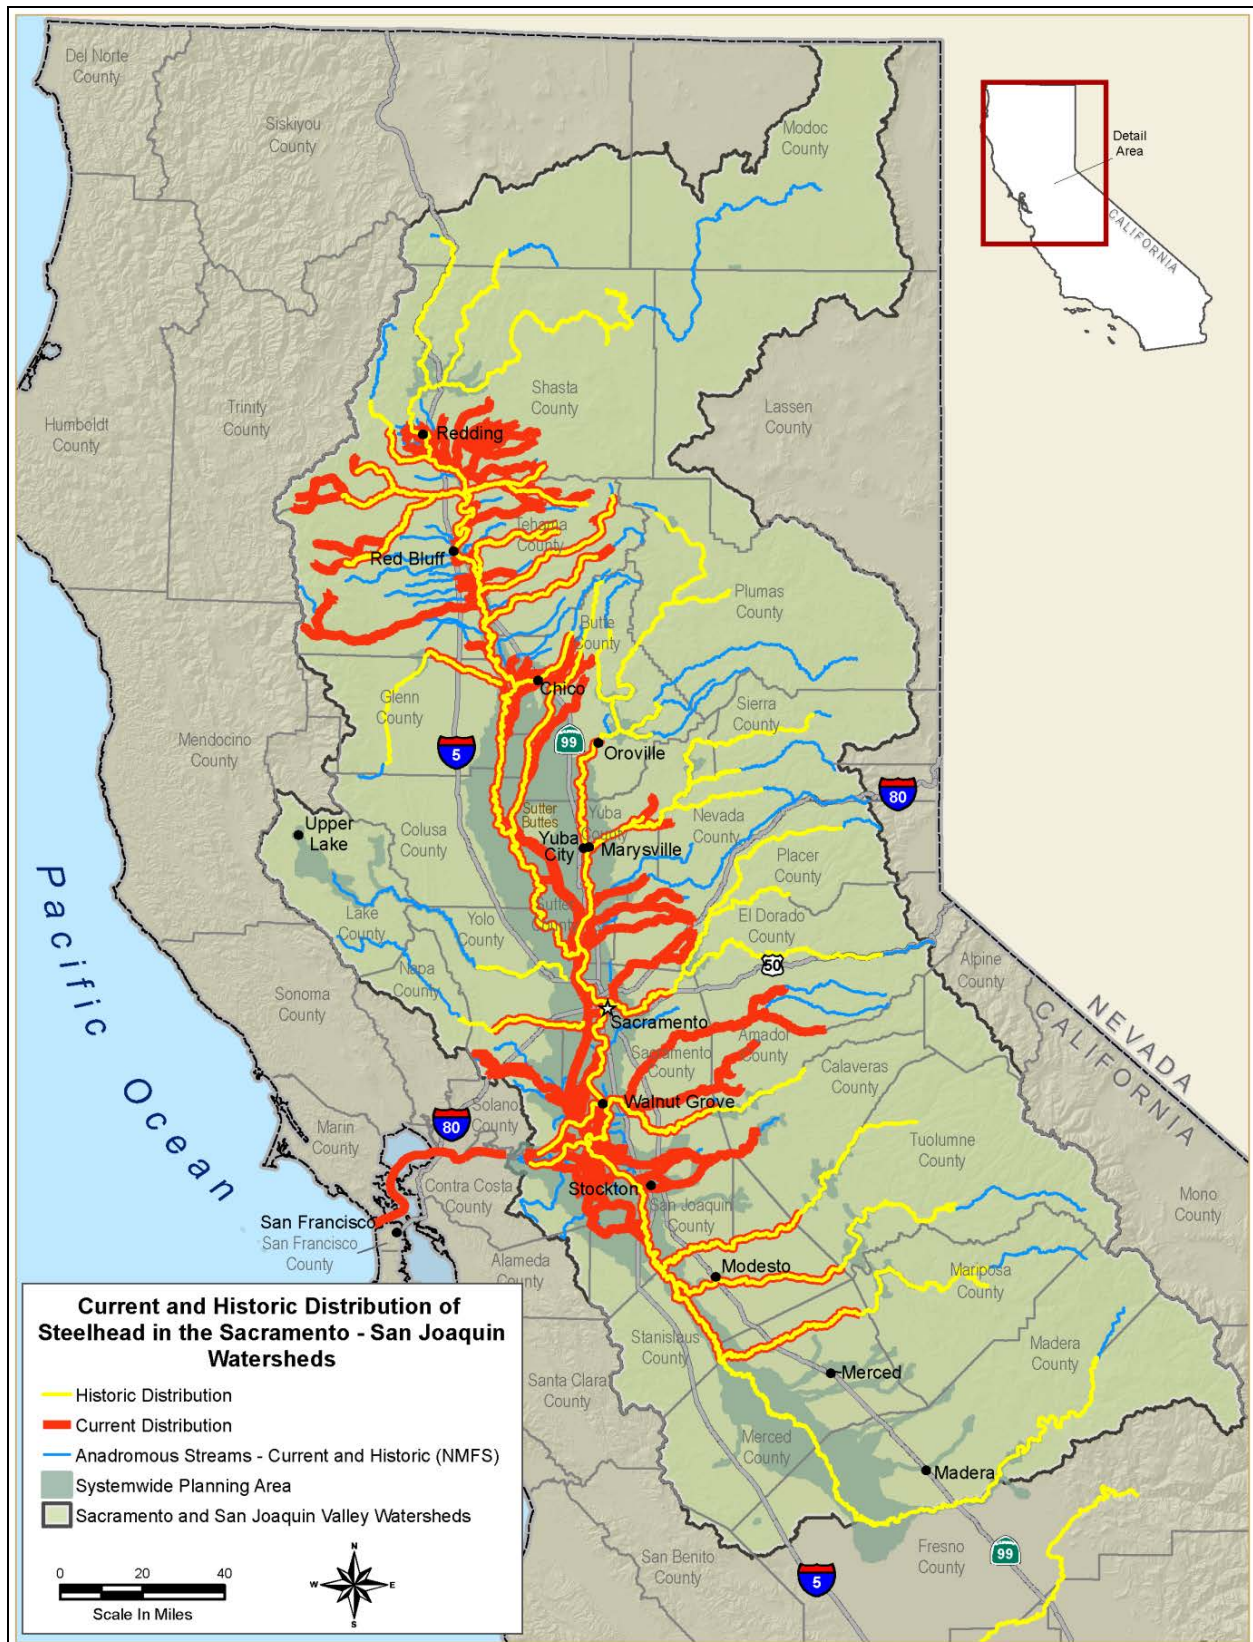 Del Norte
County
Siskiyou
County
Modoc
County
Detail
Area
CALIFORNIA
Shasta
County
Lassen
County
Trinity
County
Humboldt
County
Redding
Tehama
County
Red Bluff
Plumas
County
Butte
County
Chico
Glenn
County
Sierra
County
Mendocino
County
5
99
Oroville
80
Sutter
Buttes
Yuba
County
Nevada
County
Upper
Lake
Colusa
County
Yuba
City
Marysville
Placer
County
Lake
County
Yolo
County
Sutter
County
El Dorado
County
Napa
County
50
Alpine
County
Sonoma
County
Sacramento
NEVADA
CALIFORNIA
Pacific Ocean
Sacramento
County
Amador
County
Calaveras
County
Solano
County
Walnut Grove
80
Marin
County
Tuolumne
County
Contra Costa
County
Stockton
San Joaquin
County
Mono
County
San Francisco
San Francisco
County
Alameda
County
Modesto
Mariposa
County
Stanislaus
County
Madera
County
Merced
Santa Clara
County
Merced
County
Madera
San Benito
County
Fresno
County
99
5
Current and Historic Distribution of
Steelhead in the Sacramento - San Joaquin
Watersheds
Historic Distribution
Current Distribution
Anadromous Streams - Current and Historic (NMFS)
Systemwide Planning Area
Sacramento and San Joaquin Valley Watersheds
0 20 40
Scale In Miles
N
W E
S